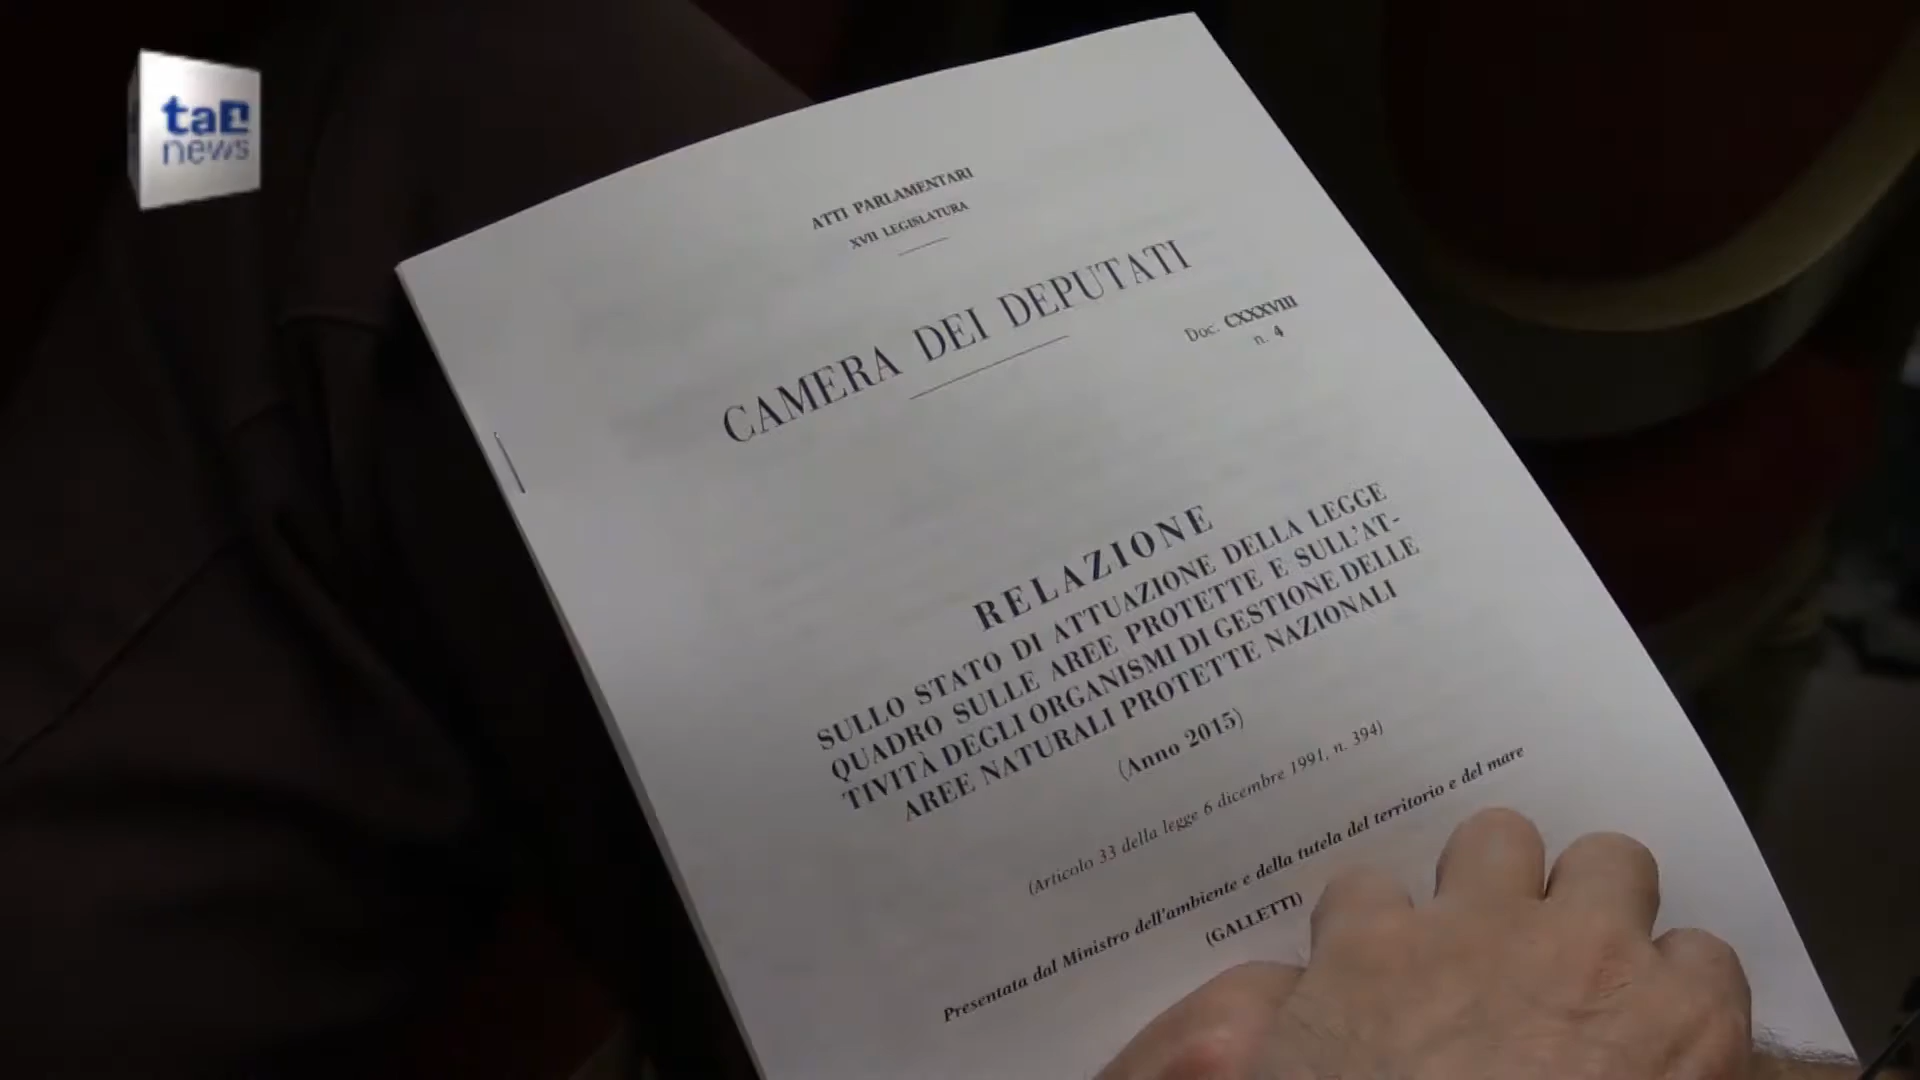 news
ATTI PARLAMENTARI
XVII LEGISLATURA
CAMERA DEI DEPUTATI
Doc. CXXXVIII
n. 4
RELAZIONE
SULLO STATO DI ATTUAZIONE DELLA LEGGE
QUADRO SULLE AREE PROTETTE E SULL'AT-
TIVITÀ DEGLI ORGANISMI DI GESTIONE DELLE
AREE NATURALI PROTETTE NAZIONALI
(Anno 2015)
(Articolo 33 della legge 6 dicembre 1991, n. 394)
Presentata dal Ministro dell'ambiente e della tutela del territorio e del mare
(GALLETTI)